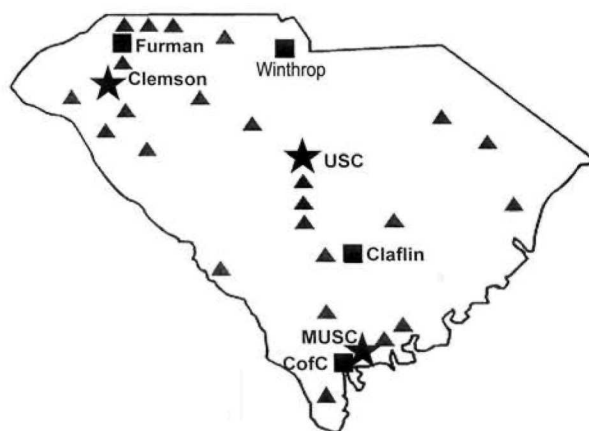 Furman
Winthrop
Clemson
USC
Claflin
MUSC
CofC